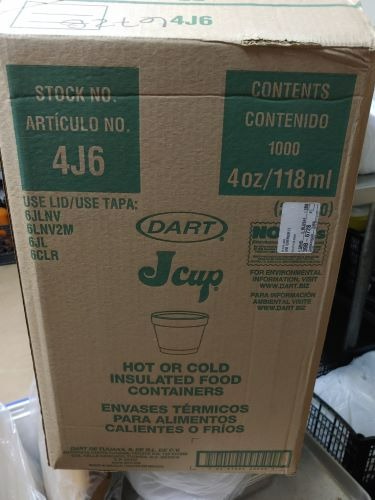 4J6
STOCK NO.
ARTÍCULO NO.
4J6
CONTENTS
CONTENIDO
1000
4oz/118ml
USE LID/USE TAPA:
6JLNV
6LNV2M
6JL
6CLR
DART
J cup®
NO
FOR ENVIRONMENTAL
INFORMATION, VISIT
WWW.DART.BIZ
PARA INFORMACIÓN
AMBIENTAL VISITE
WWW.DART.BIZ
HOT OR COLD
INSULATED FOOD
CONTAINERS
ENVASES TÉRMICOS
PARA ALIMENTOS
CALIENTES O FRÍOS